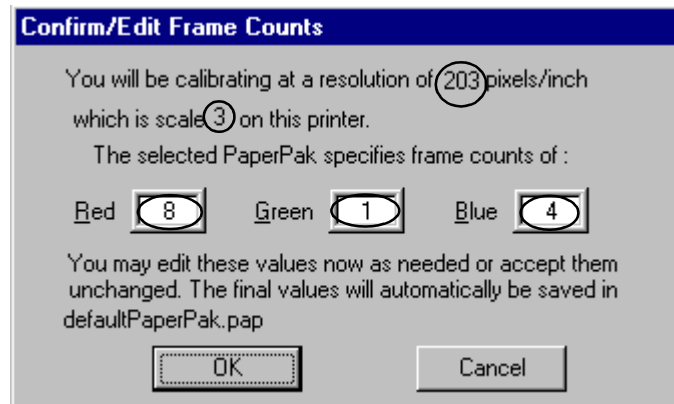 Confirm/Edit Frame Counts
You will be calibrating at a resolution of 203 pixels/inch
which is scale 3 on this printer.
The selected PaperPak specifies frame counts of :
Red 8 Green 1 Blue 4
You may edit these values now as needed or accept them
unchanged. The final values will automatically be saved in
defaultPaperPak.pap
OK Cancel